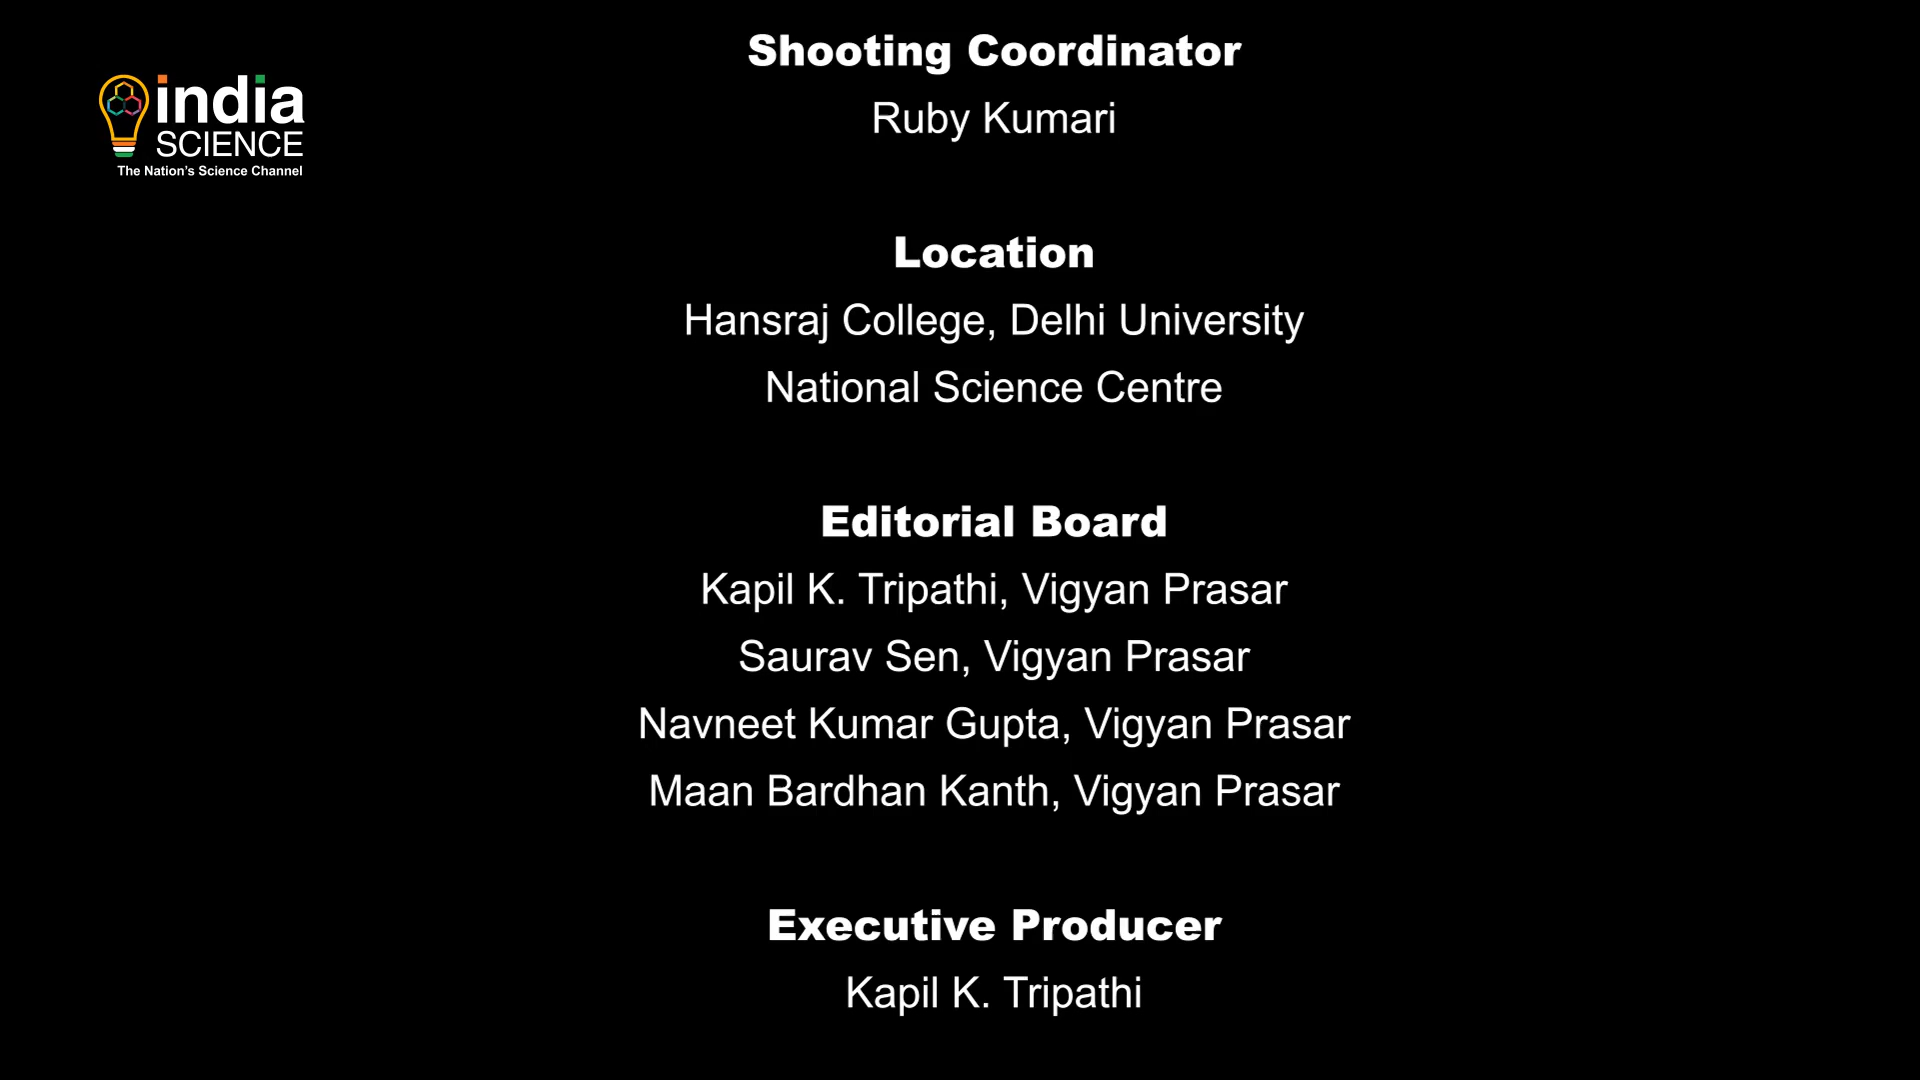 india
SCIENCE
The Nation's Science Channel
Shooting Coordinator
Ruby Kumari
Location
Hansraj College, Delhi University
National Science Centre
Editorial Board
Kapil K. Tripathi, Vigyan Prasar
Saurav Sen, Vigyan Prasar
Navneet Kumar Gupta, Vigyan Prasar
Maan Bardhan Kanth, Vigyan Prasar
Executive Producer
Kapil K. Tripathi